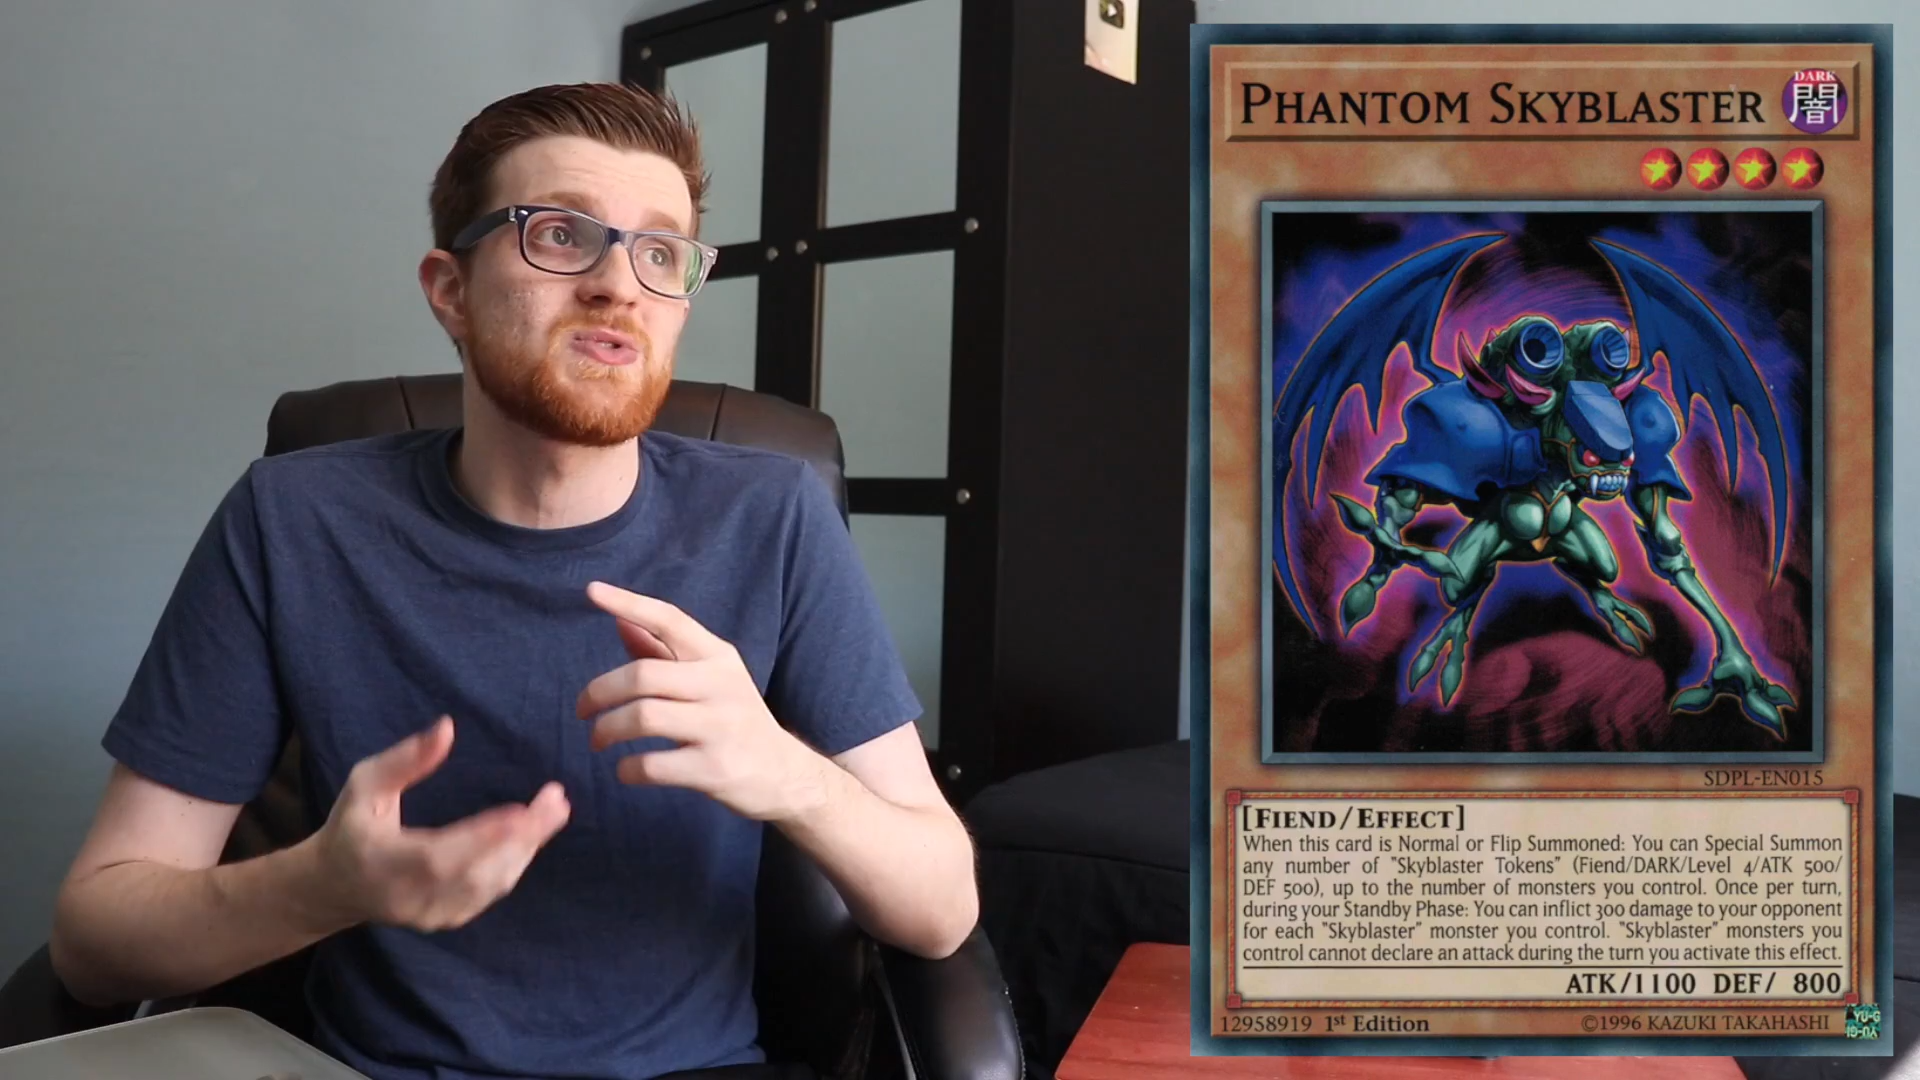 PHANTOM SKYBLASTER
DARK
闇
SDPL-EN015
[FIEND/EFFECT]
When this card is Normal or Flip Summoned: You can Special Summon
any number of "Skyblaster Tokens" (Fiend/DARK/Level 4/ATK 500/
DEF 500), up to the number of monsters you control. Once per turn,
during your Standby Phase: You can inflict 300 damage to your opponent
for each "Skyblaster" monster you control. "Skyblaster" monsters you
control cannot declare an attack during the turn you activate this effect.
ATK/1100 DEF/ 800
12958919 1st Edition ©1996 KAZUKI TAKAHASHI
YU-G